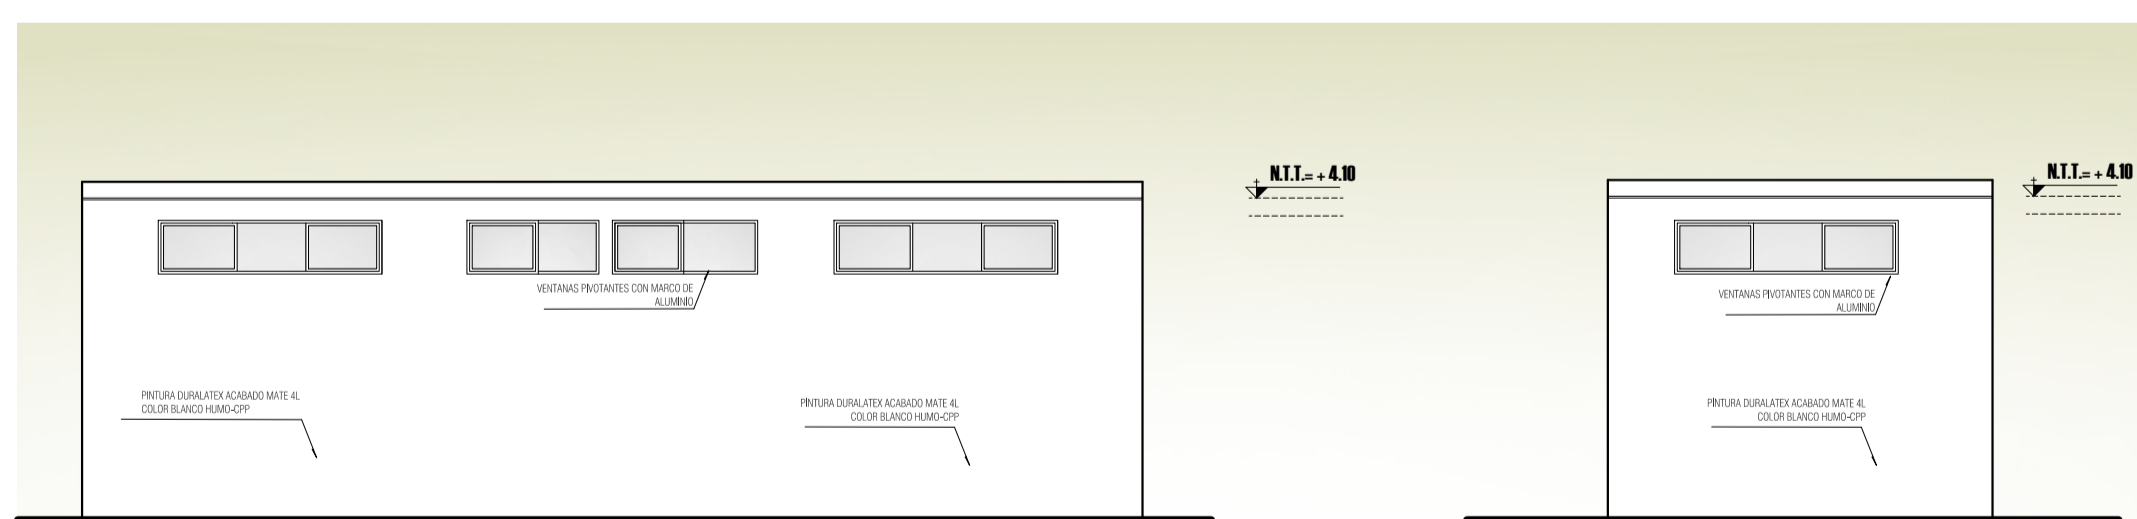 N.T.T.= + 4.10
VENTANAS PIVOTANTES CON MARCO DE
ALUMINIO
PINTURA DURALATEX ACABADO MATE 4L
COLOR BLANCO HUMO-CPP
PINTURA DURALATEX ACABADO MATE 4L
COLOR BLANCO HUMO-CPP
N.T.T.= + 4.10
VENTANAS PIVOTANTES CON MARCO DE
ALUMINIO
PINTURA DURALATEX ACABADO MATE 4L
COLOR BLANCO HUMO-CPP